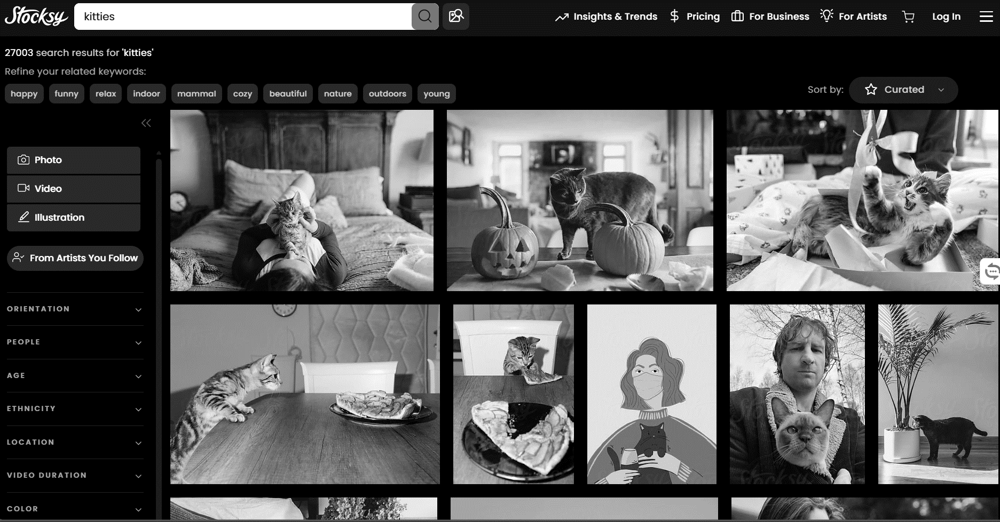 Stocksy
kitties
Insights & Trends
Pricing
For Business
For Artists
Log In
27003 search results for 'kitties'
Refine your related keywords:
happy
funny
relax
indoor
mammal
cozy
beautiful
nature
outdoors
young
Sort by:
Curated
Photo
Video
Illustration
From Artists You Follow
ORIENTATION
PEOPLE
AGE
ETHNICITY
LOCATION
VIDEO DURATION
COLOR